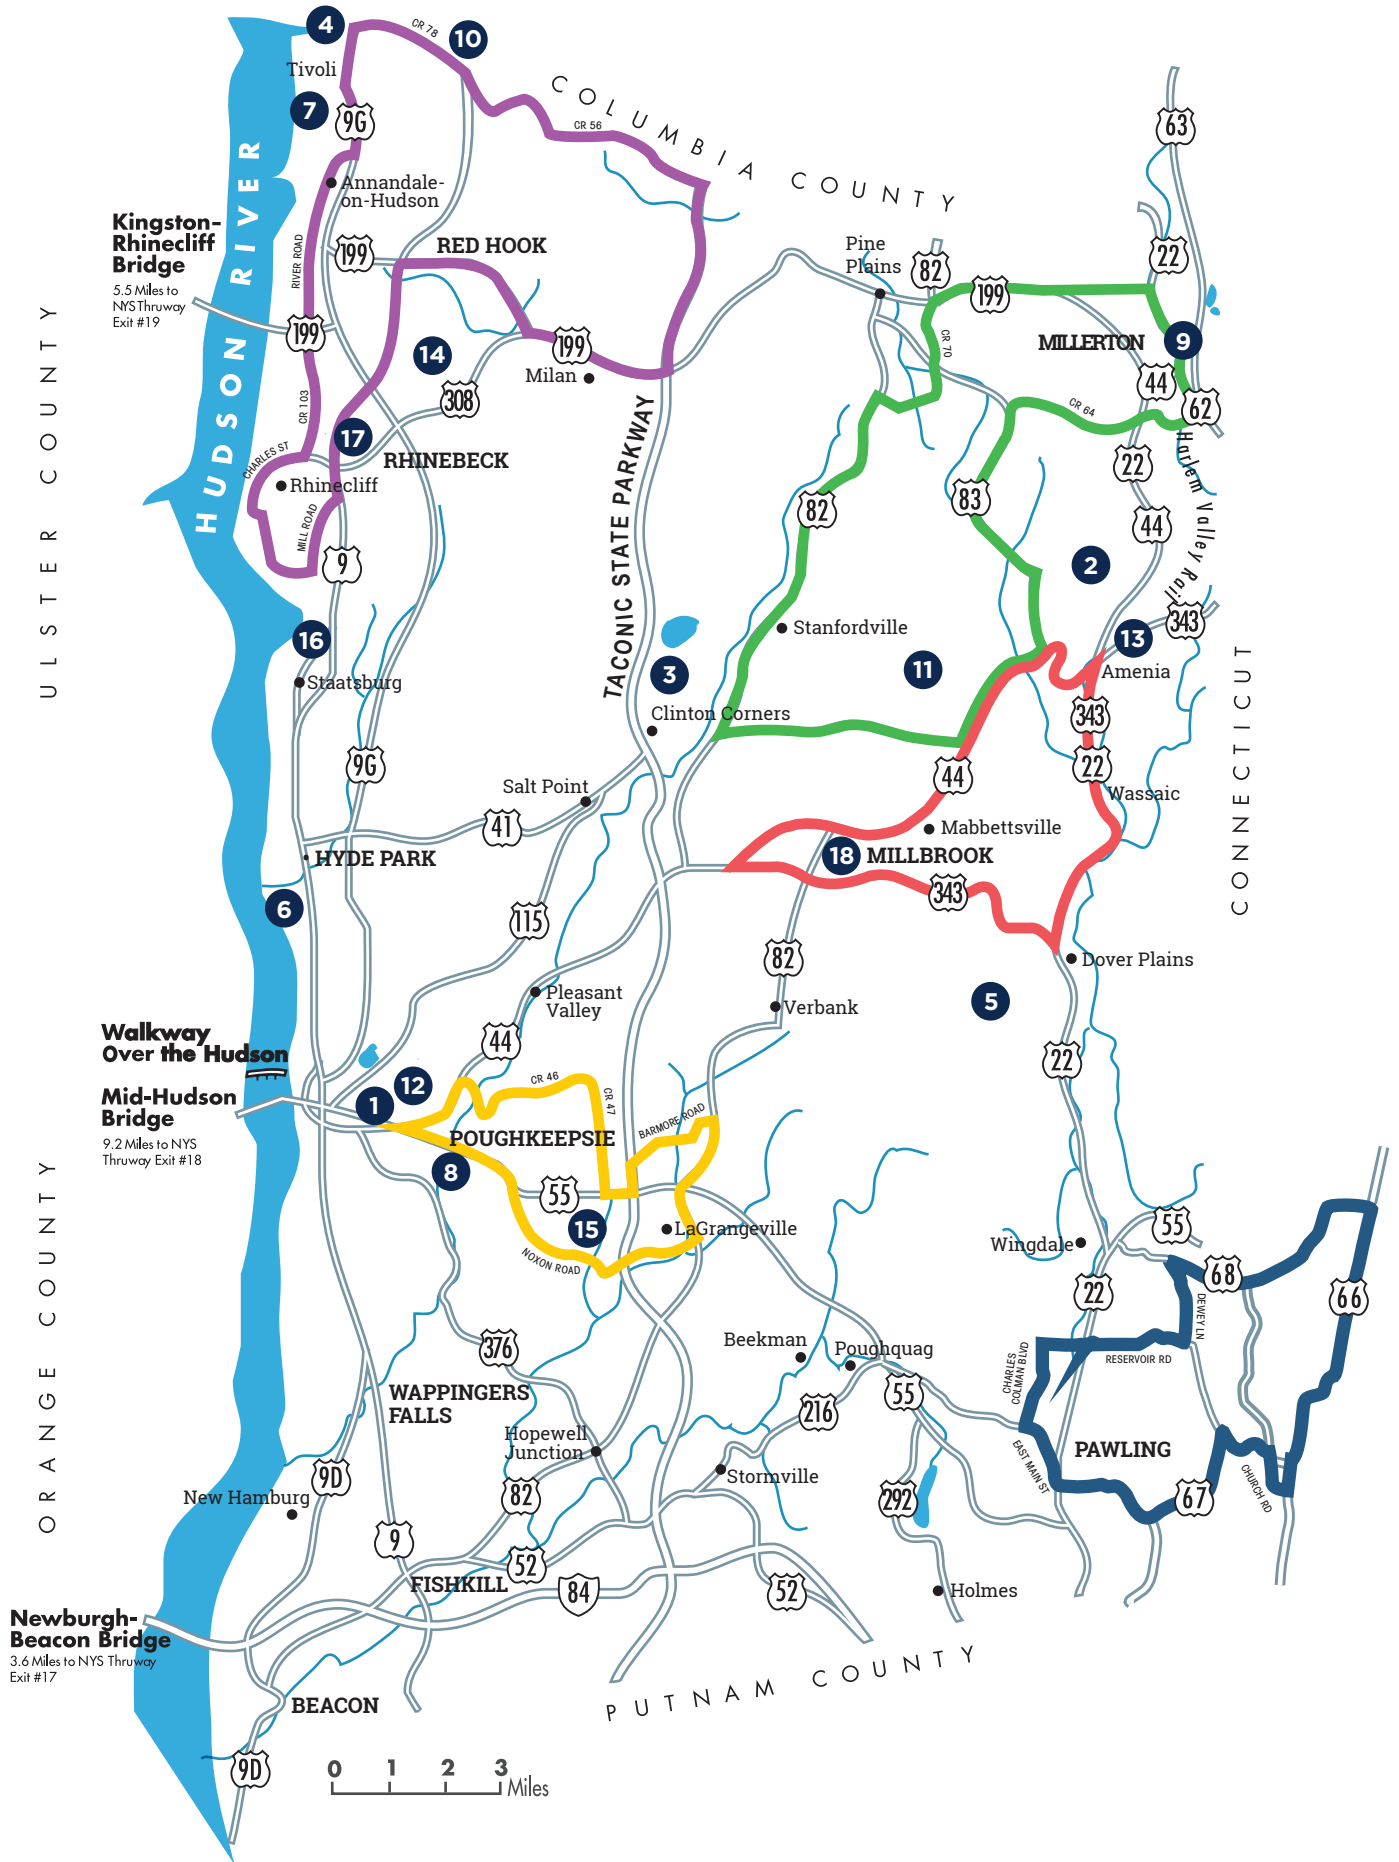 4
CR 78
10
Tivoli
7
9G
COLUMBIA COUNTY
CR 56
63
Annandale-
on-Hudson
Kingston-
Rhinecliff
Bridge
5.5 Miles to
NYS Thruway
Exit #19
HUDSON RIVER
RIVER ROAD
199
RED HOOK
Pine
Plains
82
22
199
199
14
199
Milan
308
CR 70
MILLERTON
9
44
62
CR 64
ULSTER COUNTY
CR 103
17
RHINEBECK
CHARLES ST
Rhinecliff
MILL ROAD
9
TACONIC STATE PARKWAY
82
83
22
44
Harlem Valley Rail
2
343
16
Staatsburg
3
Stanfordville
11
13
Amenia
Clinton Corners
343
CONNECTICUT
9G
Salt Point
44
22
Wassaic
41
Mabbettsville
HYDE PARK
18
MILLBROOK
343
6
115
82
Dover Plains
Pleasant
Valley
Verbank
5
Walkway
Over the Hudson
44
22
Mid-Hudson
Bridge
9.2 Miles to NYS
Thruway Exit #18
1
12
CR 46
CR 47
BARMORE ROAD
POUGHKEEPSIE
8
55
15
LaGrangeville
NOXON ROAD
ORANGE COUNTY
Wingdale
55
68
22
66
DEWEY LN
376
Beekman
Poughquag
CHARLES
COLMAN BLVD
RESERVOIR RD
WAPPINGERS
FALLS
55
216
Hopewell
Junction
PAWLING
EAST MAIN ST
Stormville
9D
New Hamburg
82
292
67
CHURCH RD
9
52
FISHKILL
84
52
Holmes
Newburgh-
Beacon Bridge
3.6 Miles to NYS Thruway
Exit #17
PUTNAM COUNTY
BEACON
9D
0 1 2 3
Miles